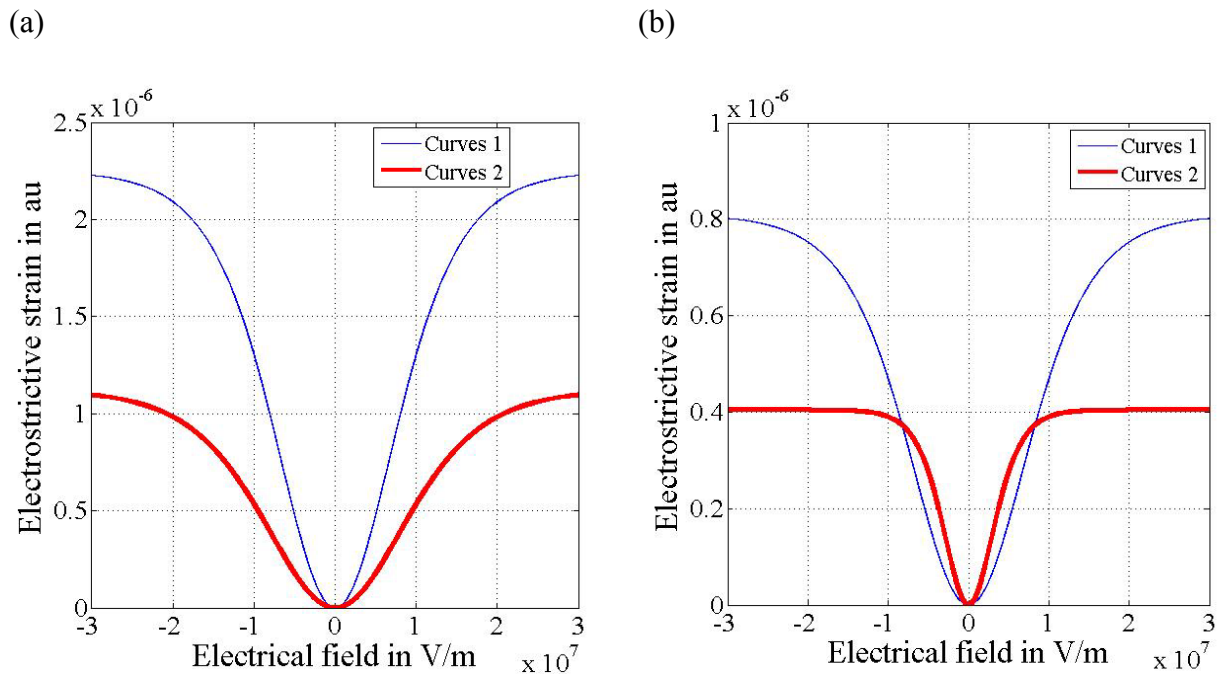 (a)
x 10-6
2.5
2
1.5
1
0.5
0
-3 -2 -1 0 1 2 3
x 10^7
Electrical field in V/m
Electrostrictive strain in au
Curves 1
Curves 2
(b)
x 10-6
1
0.8
0.6
0.4
0.2
0
-3 -2 -1 0 1 2 3
x 10^7
Electrical field in V/m
Electrostrictive strain in au
Curves 1
Curves 2